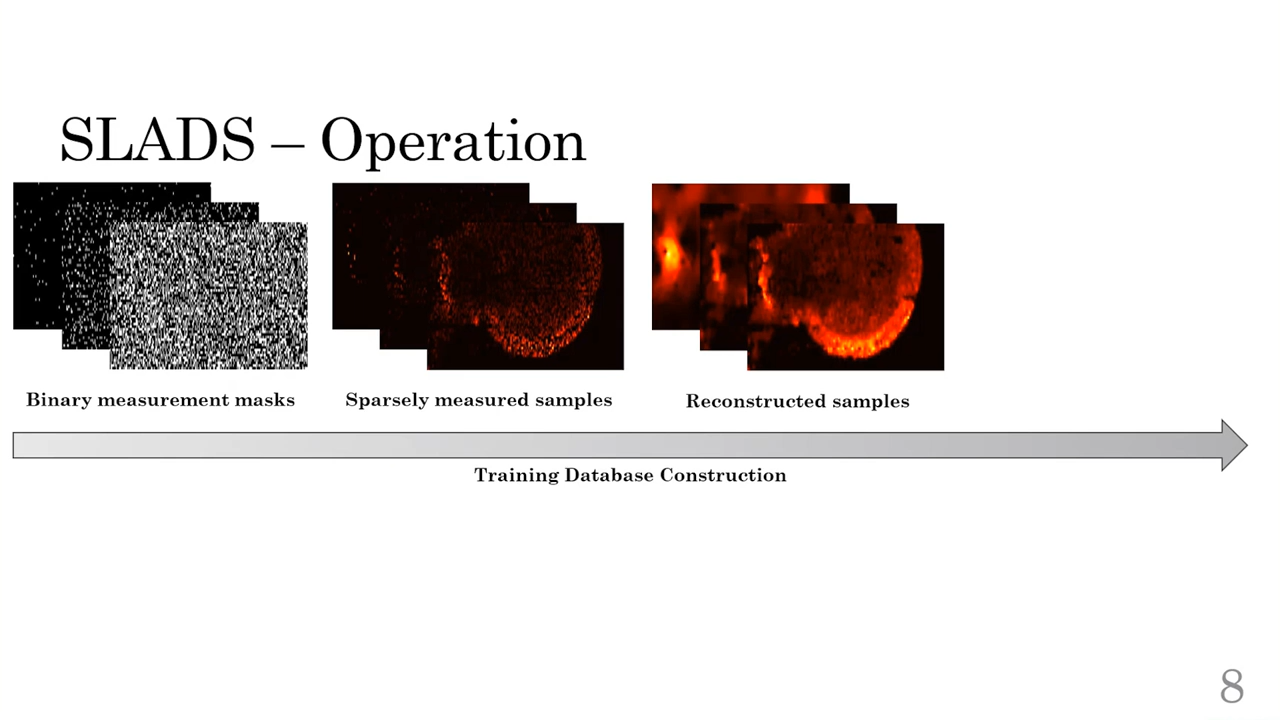 SLADS – Operation
Binary measurement masks
Sparsely measured samples
Reconstructed samples
Training Database Construction
8